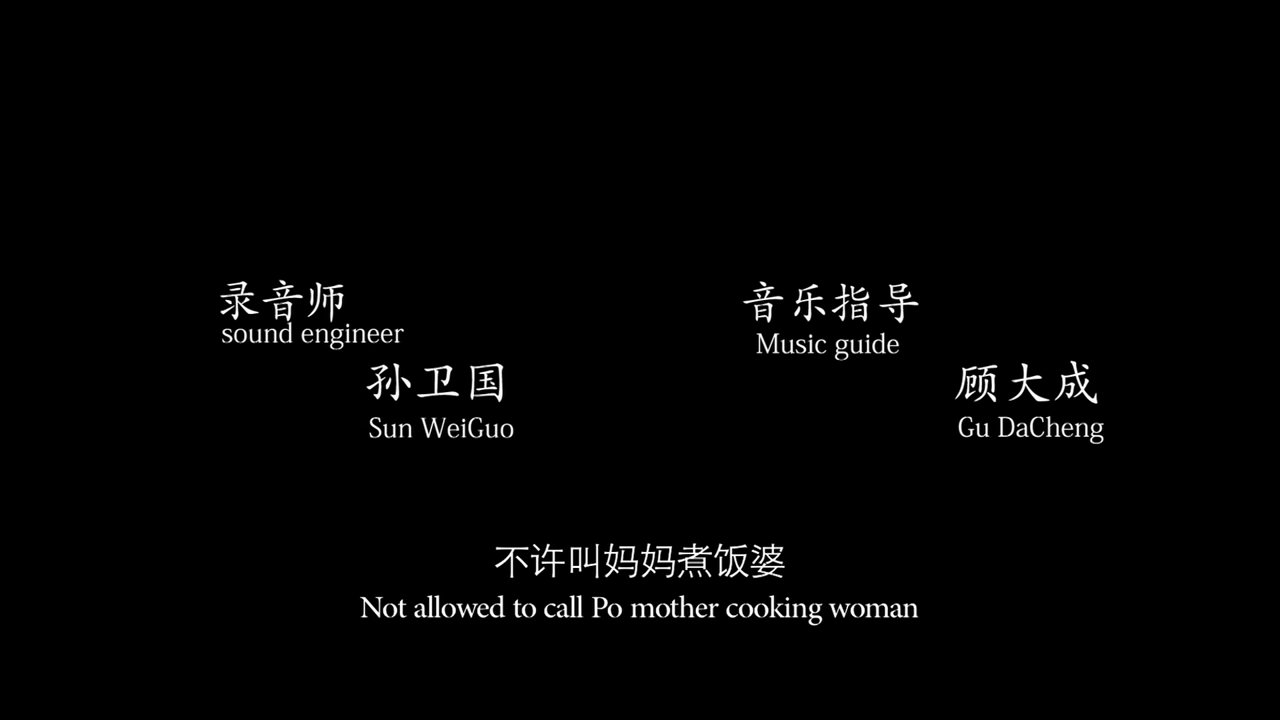 录音师
sound engineer
孙卫国
Sun WeiGuo
音乐指导
Music guide
顾大成
Gu DaCheng
不许叫妈妈煮饭婆
Not allowed to call Po mother cooking woman